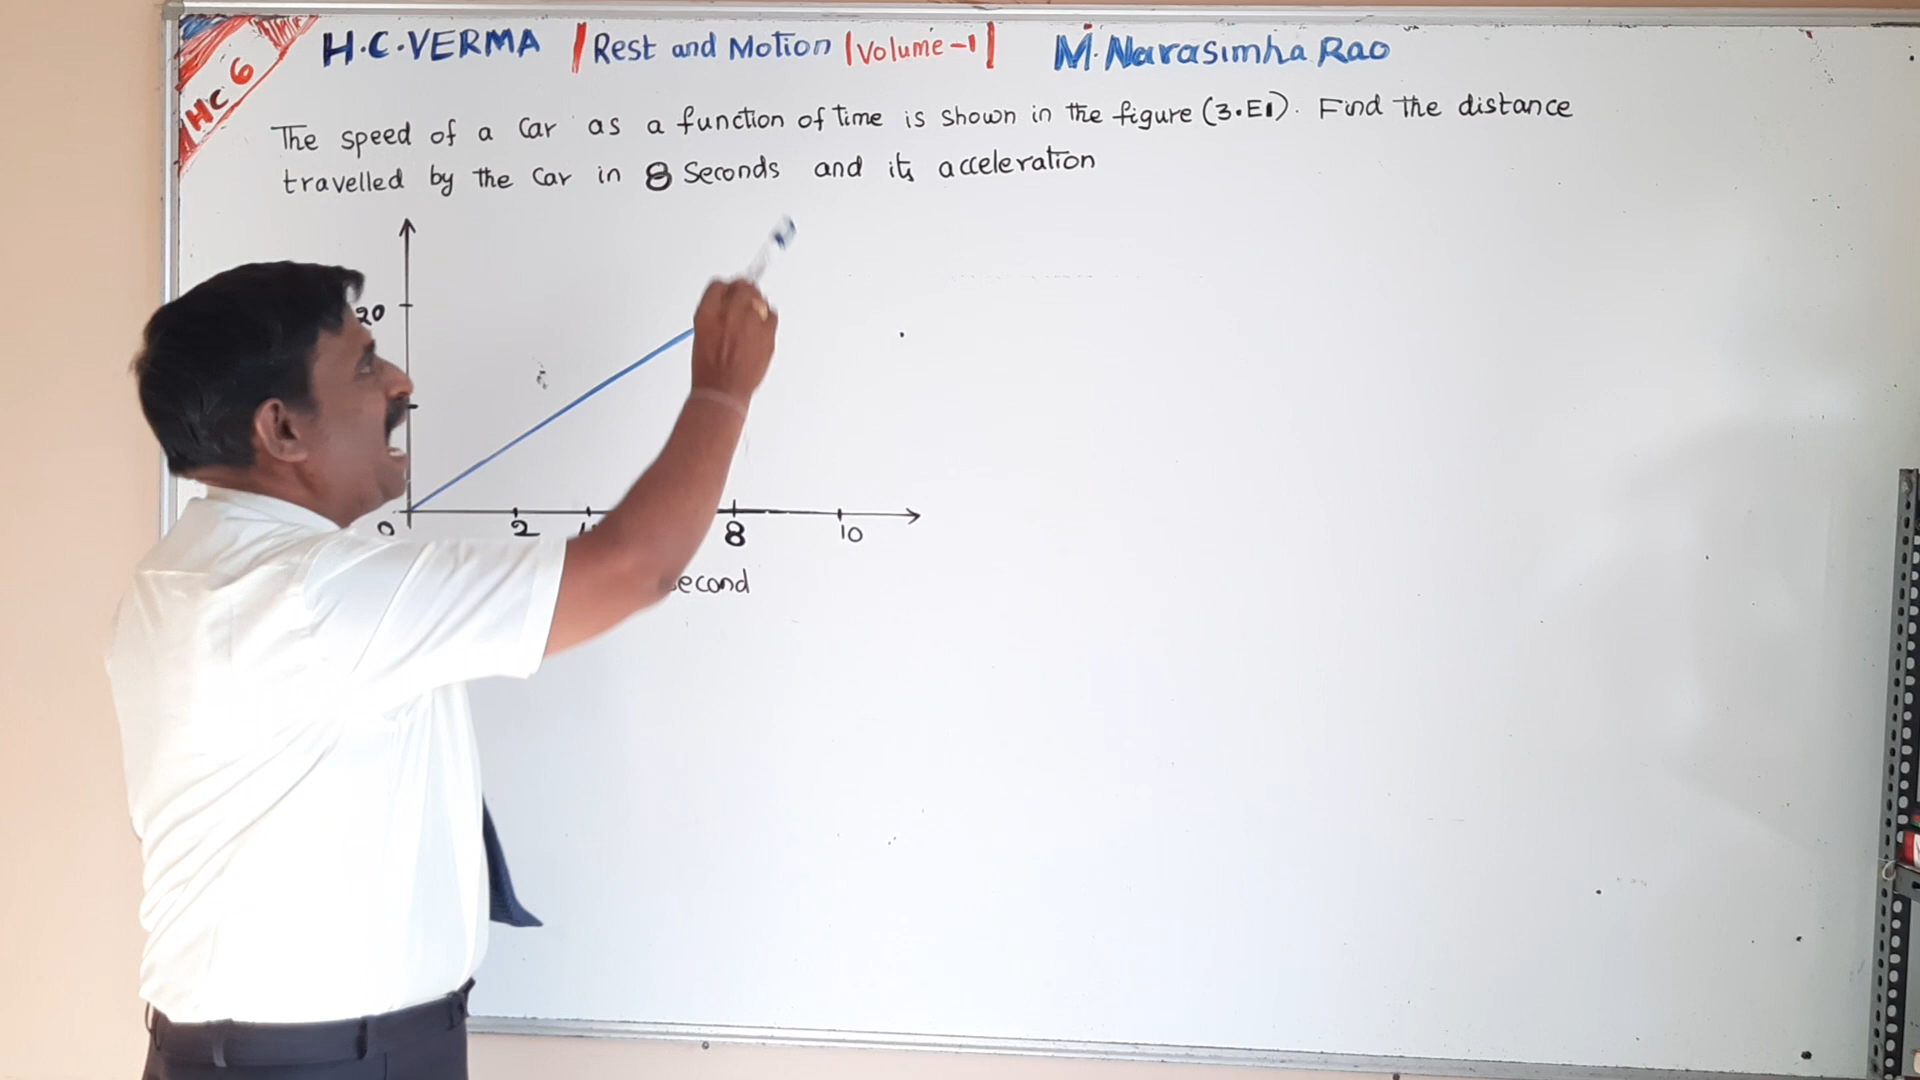 HC 6
H.C.VERMA | Rest and Motion |Volume-1| M. Narasimha Rao
The speed of a Car as a function of time is shown in the figure (3.E1). Find the distance
travelled by the Car in 8 Seconds and its acceleration
20
0 2 8 10
second